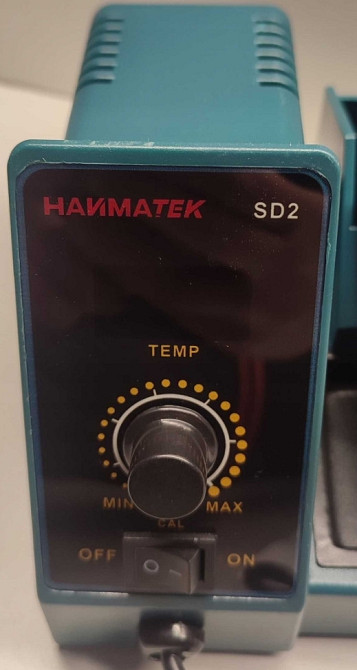 HANMATEK SD2
TEMP
MIN MAX
CAL
OFF ON